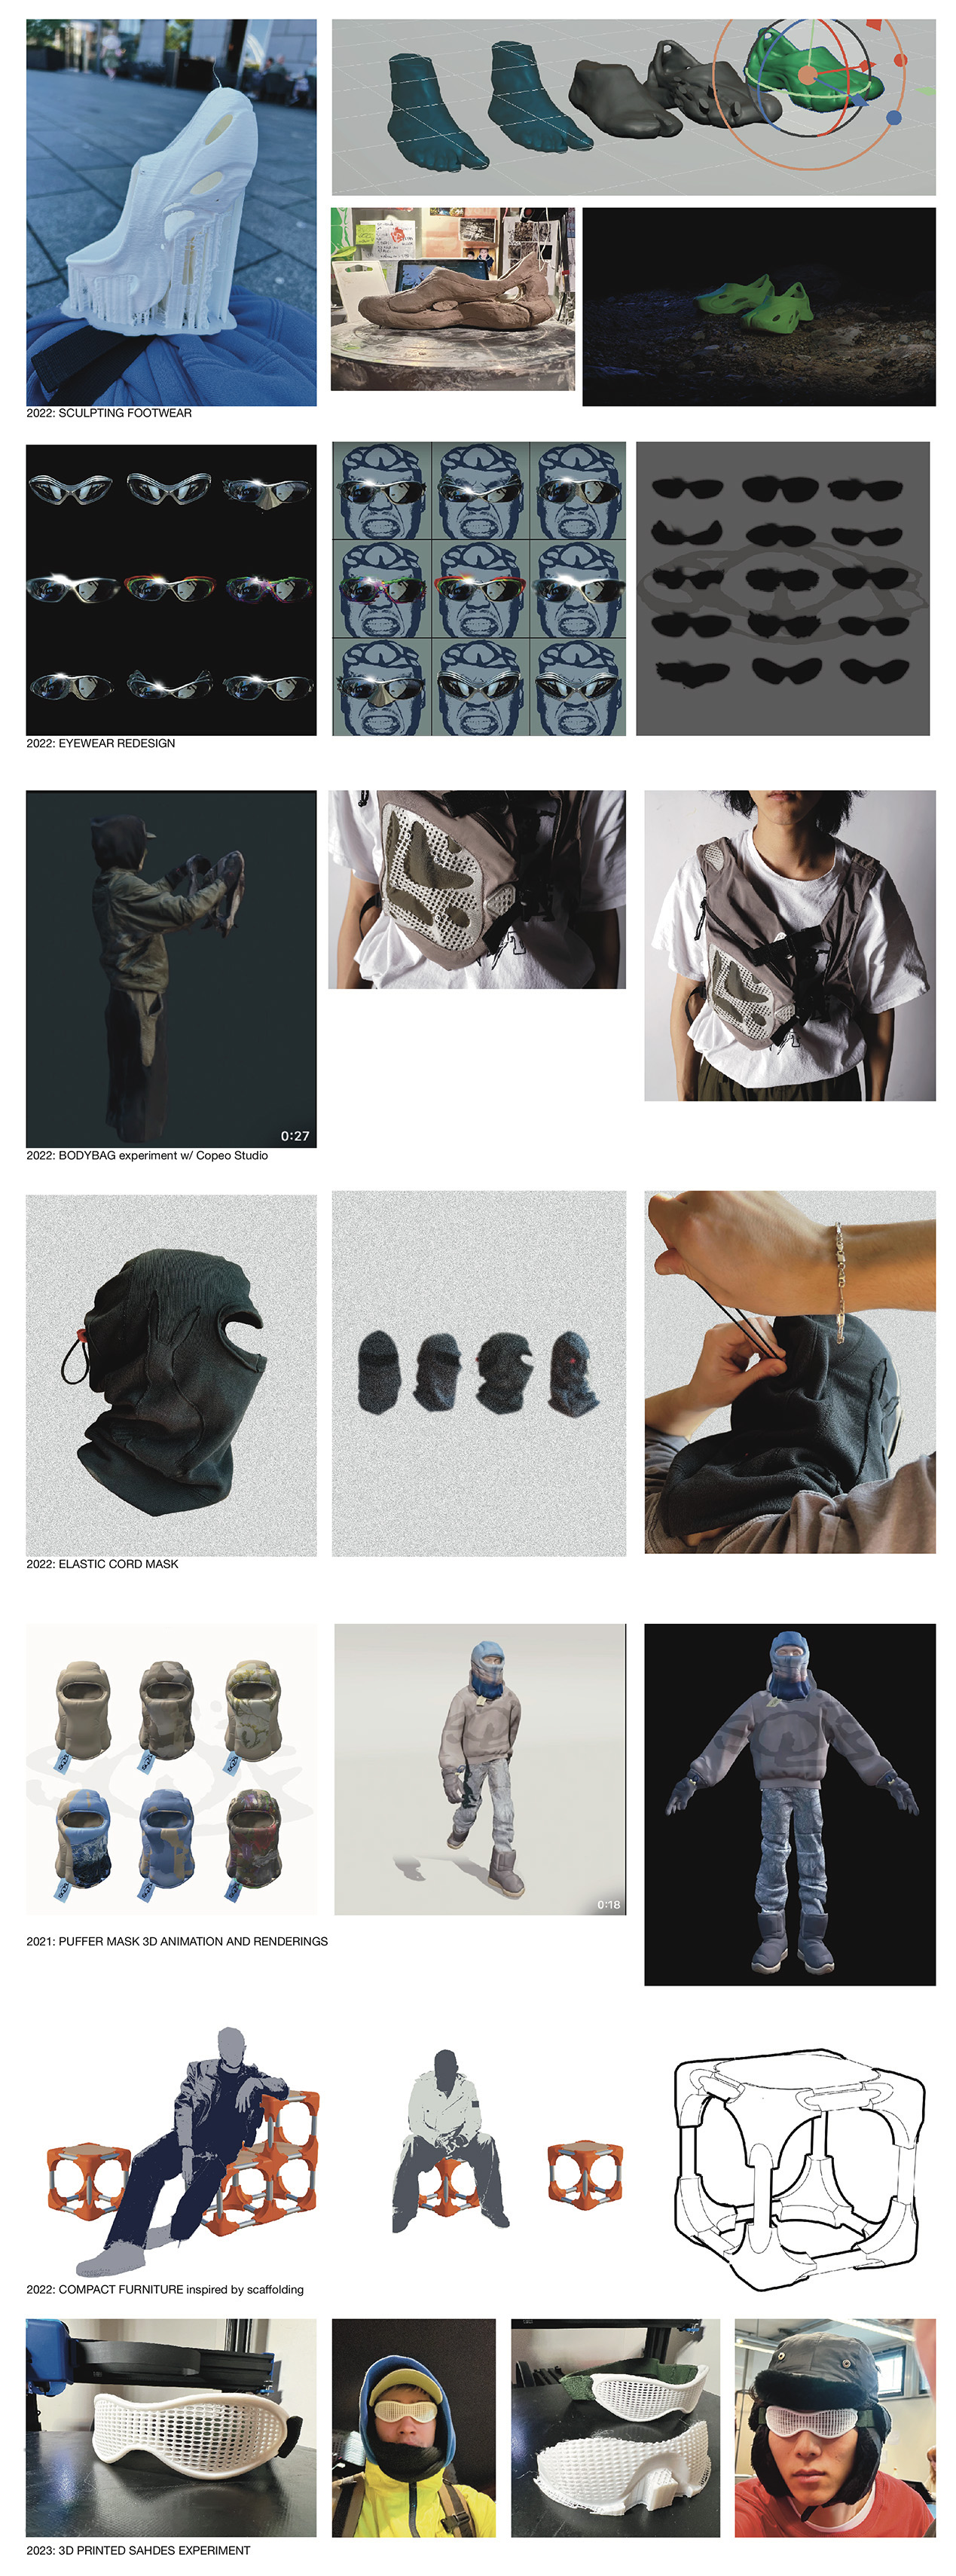 2022: SCULPTING FOOTWEAR
2022: EYEWEAR REDESIGN
0:27
2022: BODYBAG experiment w/ Copeo Studio
2022: ELASTIC CORD MASK
0:18
2021: PUFFER MASK 3D ANIMATION AND RENDERINGS
2022: COMPACT FURNITURE inspired by scaffolding
2023: 3D PRINTED SAHDES EXPERIMENT